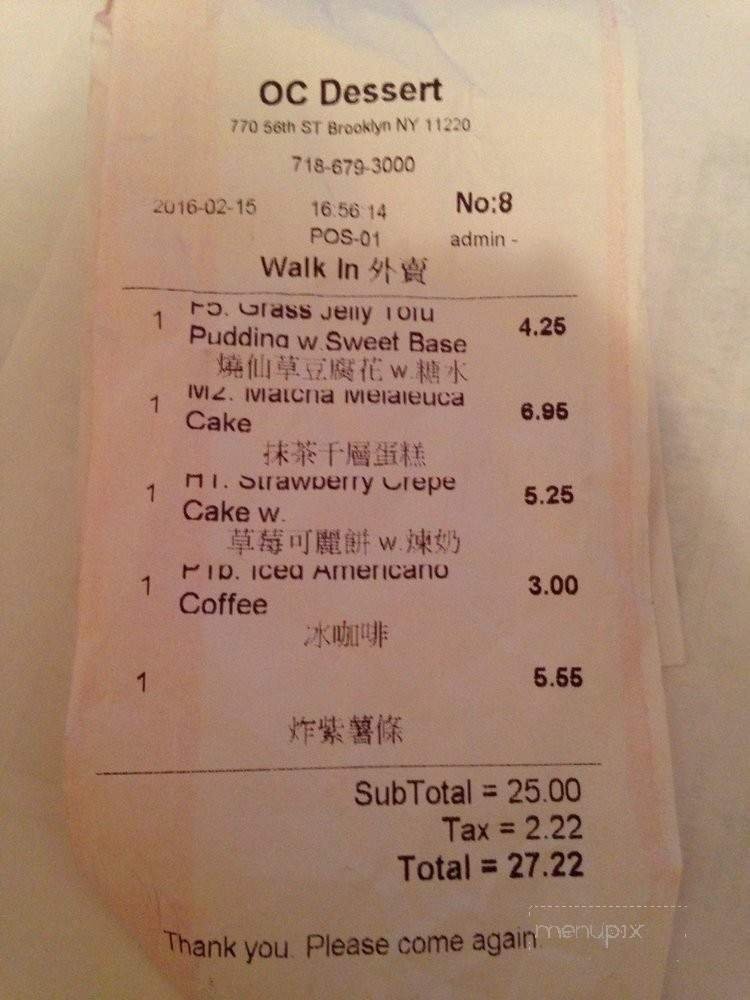 OC Dessert
770 56th ST Brooklyn NY 11220
718-679-3000
2016-02-15 16:56:14 No:8
POS-01 admin -
Walk In 外賣
1 F5. Grass Jelly Tofu 4.25
Pudding w.Sweet Base
燒仙草豆腐花 w.糖水
1 M2. Matcha Melaleuca 6.95
Cake
抹茶千層蛋糕
1 H1. Strawberry Crepe 5.25
Cake w.
草莓可麗餅 w.煉奶
1 P1b. Iced Americano 3.00
Coffee
冰咖啡
1 5.55
炸紫薯條
SubTotal = 25.00
Tax = 2.22
Total = 27.22
Thank you. Please come again.
menupix